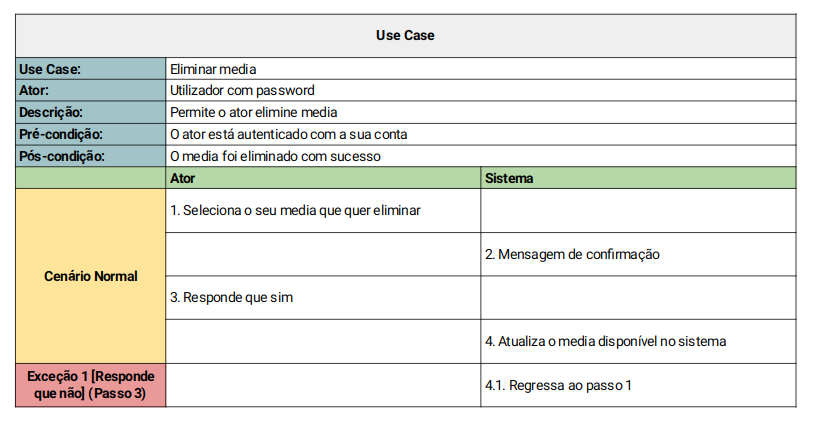 Use Case
Use Case: Eliminar media
Ator: Utilizador com password
Descrição: Permite o ator elimine media
Pré-condição: O ator está autenticado com a sua conta
Pós-condição: O media foi eliminado com sucesso
Ator Sistema
Cenário Normal
1. Seleciona o seu media que quer eliminar
2. Mensagem de confirmação
3. Responde que sim
4. Atualiza o media disponível no sistema
Exceção 1 [Responde
que não] (Passo 3)
4.1. Regressa ao passo 1